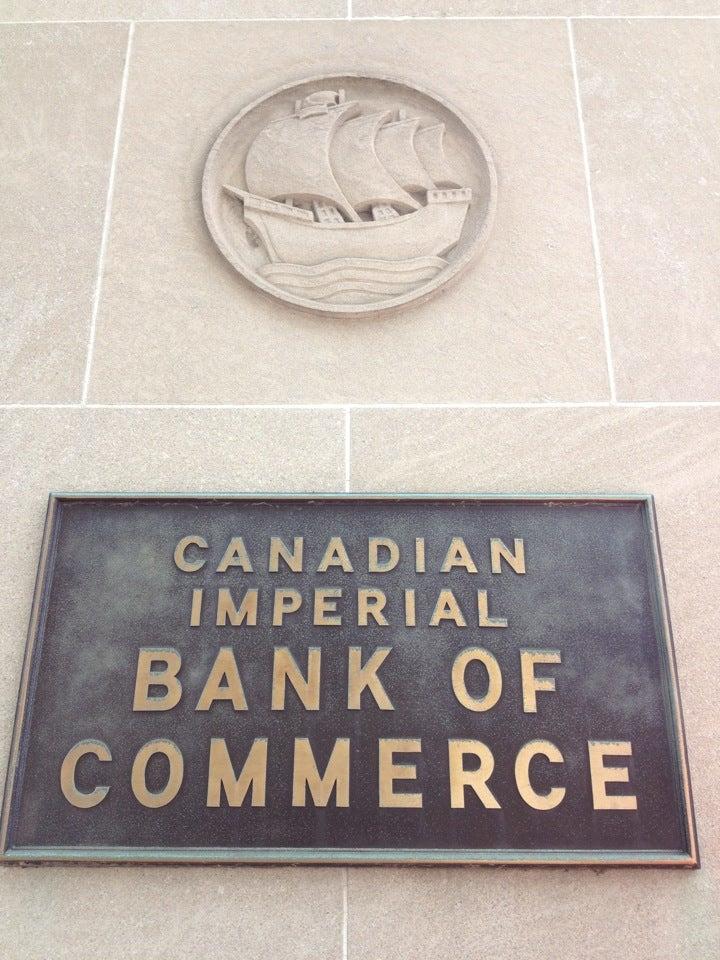 CANADIAN
IMPERIAL
BANK OF
COMMERCE